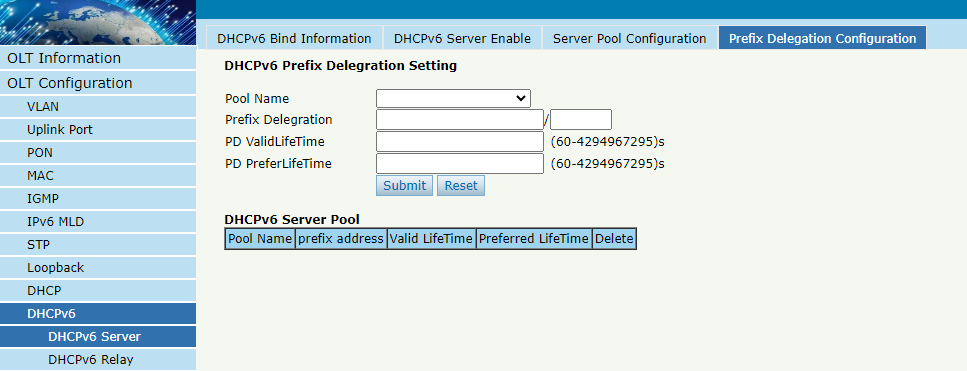 DHCPv6 Bind Information DHCPv6 Server Enable Server Pool Configuration Prefix Delegation Configuration
OLT Information
OLT Configuration
VLAN
Uplink Port
PON
MAC
IGMP
IPv6 MLD
STP
Loopback
DHCP
DHCPv6
DHCPv6 Server
DHCPv6 Relay
DHCPv6 Prefix Delegration Setting
Pool Name
Prefix Delegration /
PD ValidLifeTime (60-4294967295)s
PD PreferLifeTime (60-4294967295)s
Submit Reset
DHCPv6 Server Pool
Pool Name prefix address Valid LifeTime Preferred LifeTime Delete